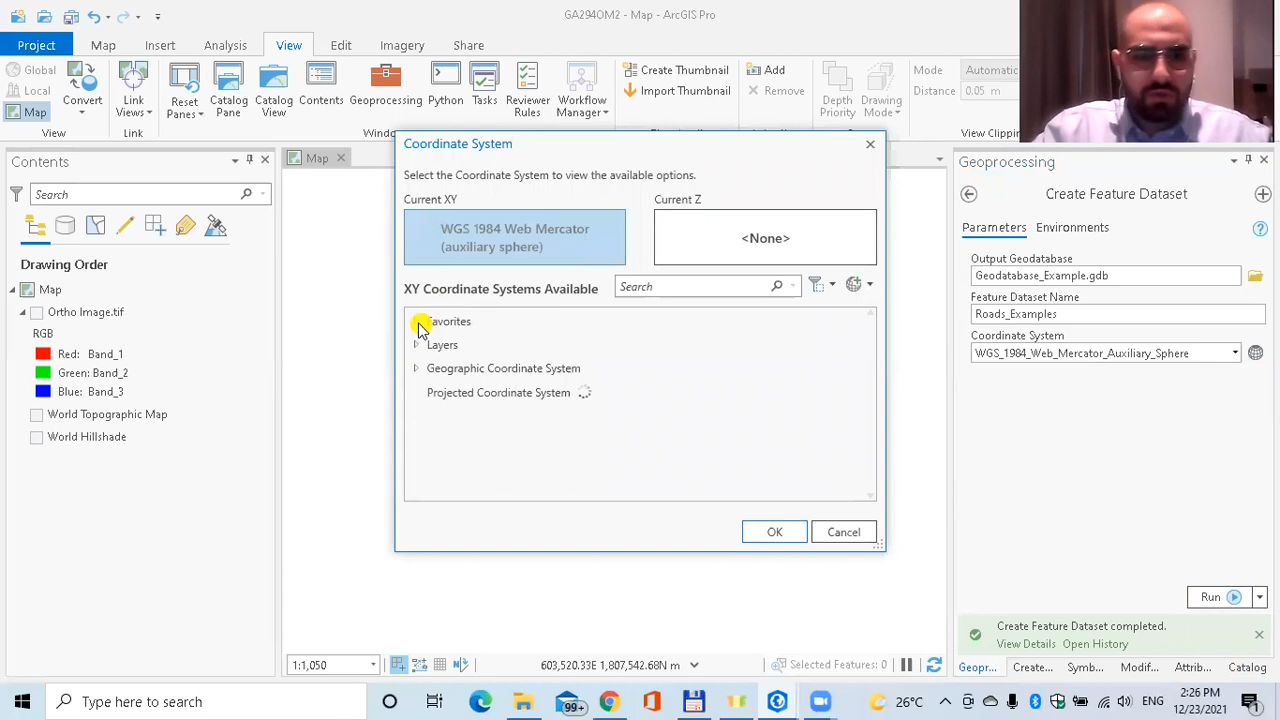 GA294OM2 - Map - ArcGIS Pro
Project Map Insert Analysis View Edit Imagery Share
Global
Local
Map
Convert
Link Views
Reset Panes
Catalog Pane
Catalog View
Contents
Geoprocessing
Python
Tasks
Reviewer Rules
Workflow Manager
Create Thumbnail
Import Thumbnail
Add
Remove
Depth Priority
Drawing Mode
Mode Automatic
Distance 0.05 m
View
Link
View Clipping
Contents
Search
Drawing Order
Map
Ortho Image.tif
RGB
Red: Band_1
Green: Band_2
Blue: Band_3
World Topographic Map
World Hillshade
Map
Coordinate System
Select the Coordinate System to view the available options.
Current XY
Current Z
WGS 1984 Web Mercator
(auxiliary sphere)
<None>
XY Coordinate Systems Available
Search
Favorites
Layers
Geographic Coordinate System
Projected Coordinate System
OK
Cancel
Geoprocessing
Create Feature Dataset
Parameters Environments
Output Geodatabase
Geodatabase_Example.gdb
Feature Dataset Name
Roads_Examples
Coordinate System
WGS_1984_Web_Mercator_Auxiliary_Sphere
Run
Create Feature Dataset completed.
View Details Open History
1:1,050
603,520.33E 1,807,542.68N m
Selected Features: 0
Geopr... Create... Symb... Modif... Attrib... Catalog
Type here to search
99+
26°C
ENG
2:26 PM
12/23/2021
1